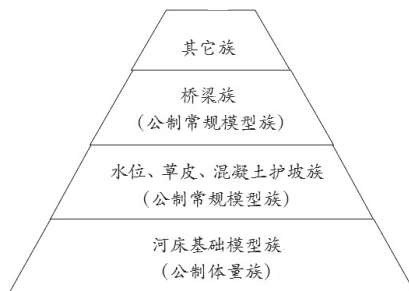 其它族
桥梁族
(公制常规模型族)
水位、草皮、混凝土护坡族
(公制常规模型族)
河床基础模型族
(公制体量族)